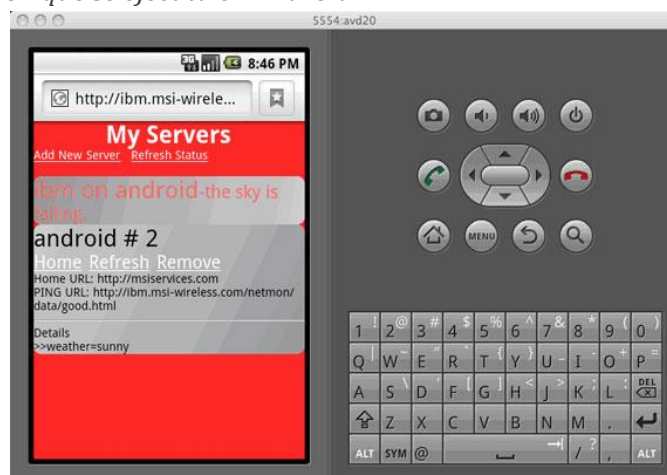 5554:avd20
8:46 PM
http://ibm.msi-wirele...
My Servers
Add New Server Refresh Status
ibm on android-the sky is
falling.
android # 2
Home Refresh Remove
Home URL: http://msiservices.com
PING URL: http://ibm.msi-wireless.com/netmon/
data/good.html
Details
>>weather=sunny
MENU
1 ! 2 @ 3 # 4 $ 5 % 6 ^ 7 & 8 * 9 ( 0 )
Q | W ~ E " R ` T { Y } U - I - O + P =
A S \ D ' F [ G ] H < J > K ; L : DEL
Z X C V B N M .
ALT SYM @ / ? , ALT